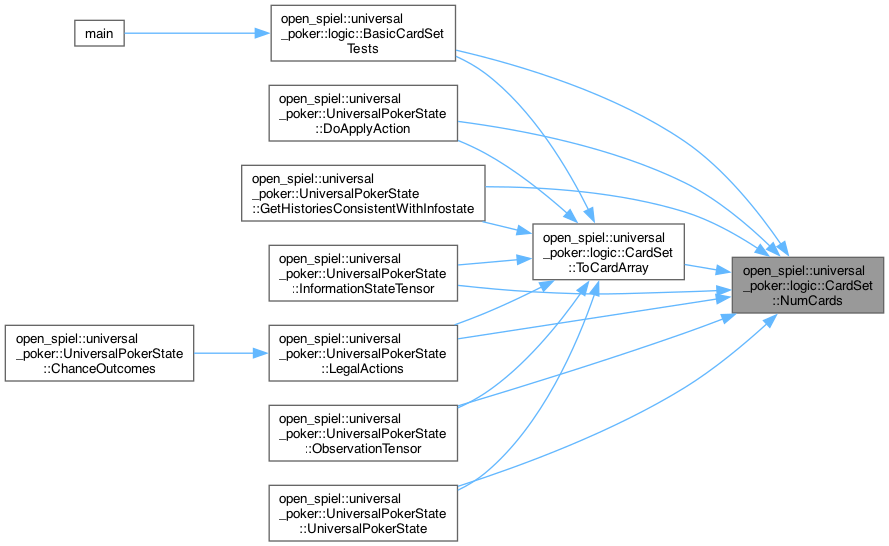 main
open_spiel::universal
_poker::logic::BasicCardSet
Tests
open_spiel::universal
_poker::UniversalPokerState
::DoApplyAction
open_spiel::universal
_poker::UniversalPokerState
::GetHistoriesConsistentWithInfostate
open_spiel::universal
_poker::logic::CardSet
::ToCardArray
open_spiel::universal
_poker::logic::CardSet
::NumCards
open_spiel::universal
_poker::UniversalPokerState
::InformationStateTensor
open_spiel::universal
_poker::UniversalPokerState
::ChanceOutcomes
open_spiel::universal
_poker::UniversalPokerState
::LegalActions
open_spiel::universal
_poker::UniversalPokerState
::ObservationTensor
open_spiel::universal
_poker::UniversalPokerState
::UniversalPokerState